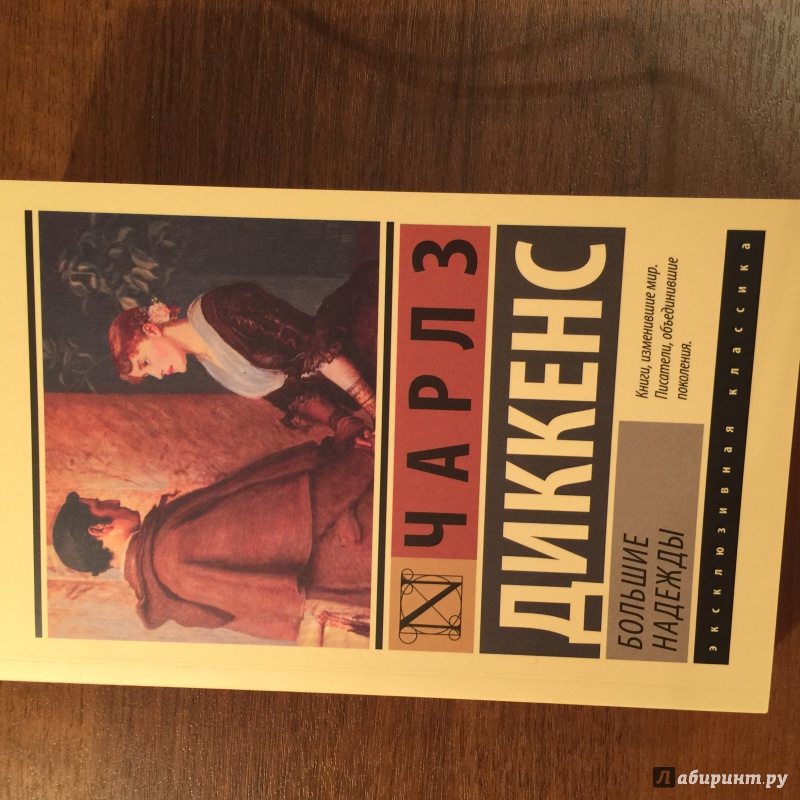 ЧАРЛЗ
ДИККЕНС
БОЛЬШИЕ
НАДЕЖДЫ
Книги, изменившие мир.
Писатели, объединившие
поколения.
эксклюзивная классика
Лабиринт.ру